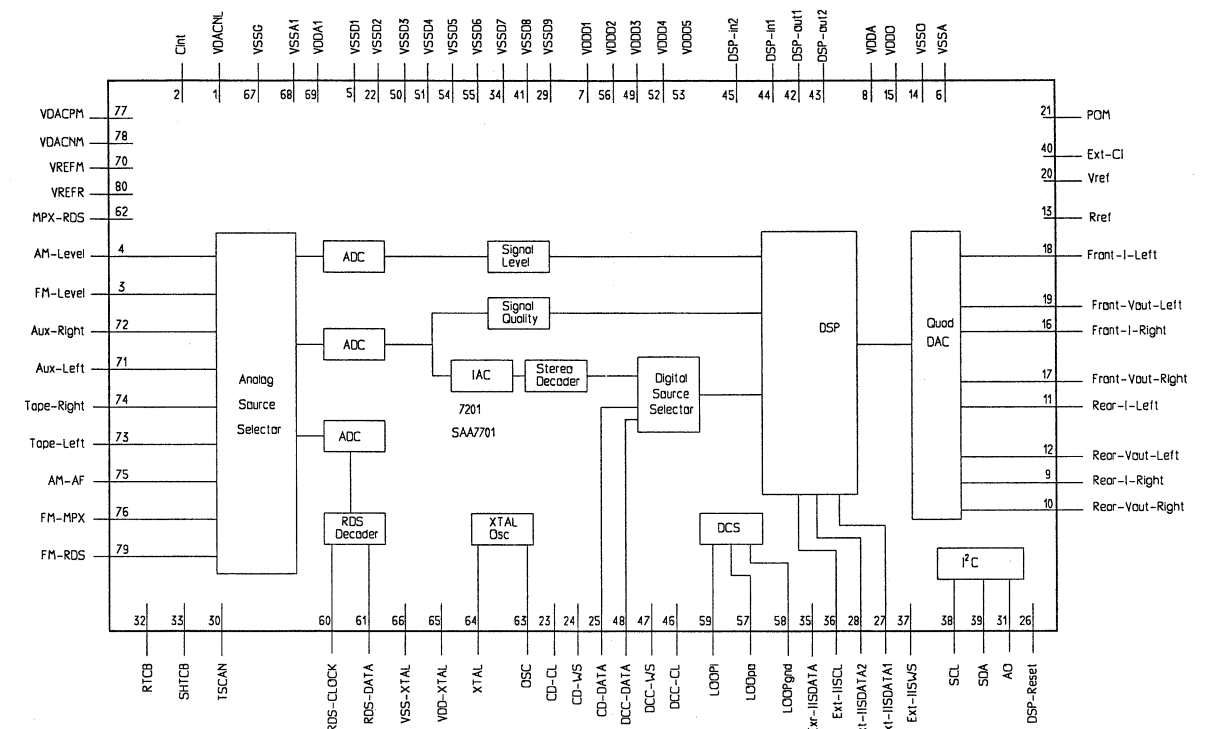 CInt
VDACNL
VSSG
VSSA1
VDDA1
VSSD1
VSSD2
VSSD3
VSSD4
VSSD5
VSSD6
VSSD7
VSSD8
VSSD9
VDDD1
VDDD2
VDDD3
VDDD4
VDDD5
DSP-in2
DSP-in1
DSP-out1
DSP-out2
VDDA
VDDO
VSSO
VSSA
2 1 67 68 69 5 22 50 51 54 55 34 41 29 7 56 49 52 53 45 44 42 43 8 15 14 6
VDACPM 77
VDACNM 78
VREFM 70
VREFR 80
MPX-RDS 62
AM-Level 4
FM-Level 3
Aux-Right 72
Aux-Left 71
Tape-Right 74
Tape-Left 73
AM-AF 75
FM-MPX 76
FM-RDS 79
Analog
Source
Selector
ADC
ADC
ADC
RDS
Decoder
Signal
Level
Signal
Quality
IAC
Stereo
Decoder
7201
SAA7701
XTAL
Osc
Digital
Source
Selector
DCS
DSP
Quad
DAC
I²C
21 POM
40 Ext-Cl
20 Vref
13 Rref
18 Front-I-Left
19 Front-Vout-Left
16 Front-I-Right
17 Front-Vout-Right
11 Rear-I-Left
12 Rear-Vout-Left
9 Rear-I-Right
10 Rear-Vout-Right
32 33 30 60 61 66 65 64 63 23 24 25 48 47 46 59 57 58 35 36 28 27 37 38 39 31 26
RTCB
SHTCB
TSCAN
RDS-CLOCK
RDS-DATA
VSS-XTAL
VDD-XTAL
XTAL
OSC
CD-CL
CD-WS
CD-DATA
DCC-DATA
DCC-WS
DCC-CL
LOOPi
LOOPo
LOOPgnd
Exr-IISDATA
Ext-IISCL
xt-IISDATA2
xt-IISDATA1
Ext-IISWS
SCL
SDA
AO
DSP-Reset